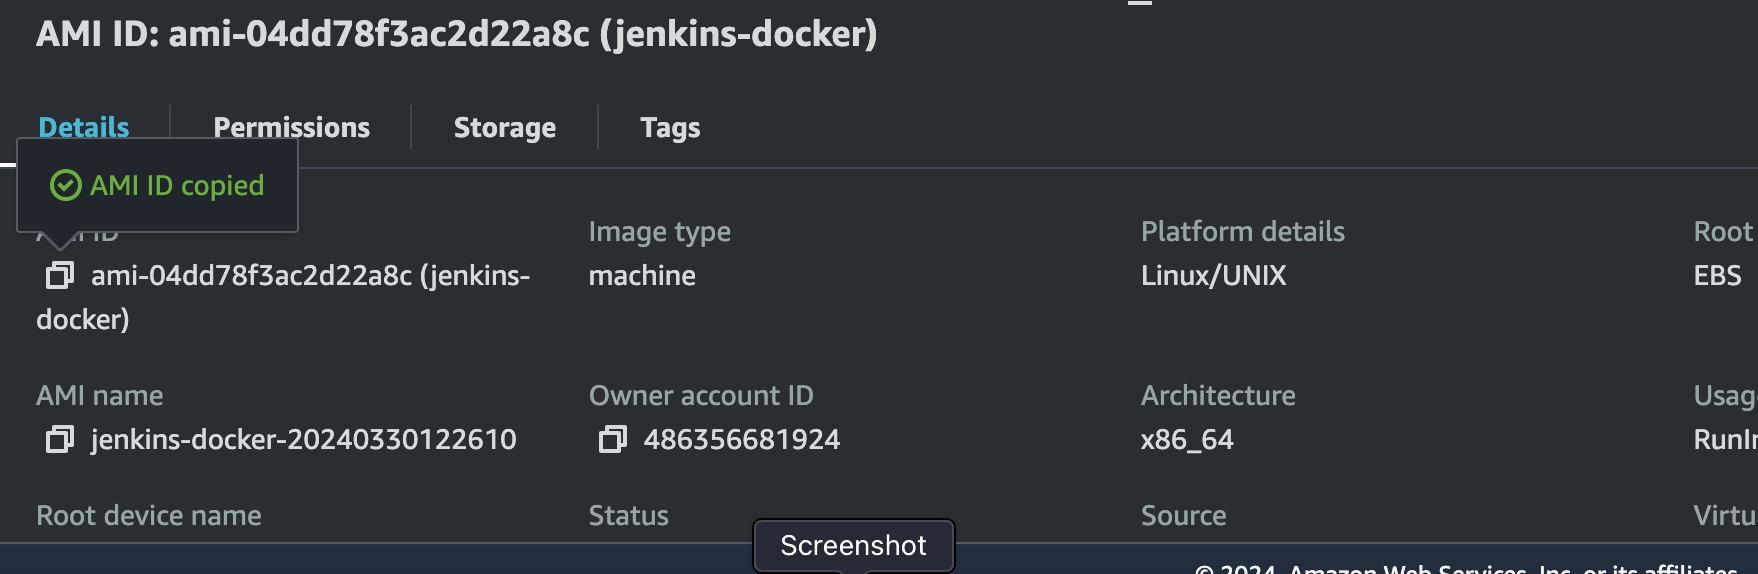 AMI ID: ami-04dd78f3ac2d22a8c (jenkins-docker)
Details Permissions Storage Tags
AMI ID copied
Image type Platform details Root
ami-04dd78f3ac2d22a8c (jenkins- machine Linux/UNIX EBS
docker)
AMI name Owner account ID Architecture Usag
jenkins-docker-20240330122610 486356681924 x86_64 RunIn
Root device name Status Source Virtu
Screenshot
© 2024, Amazon Web Services, Inc. or its affiliates.